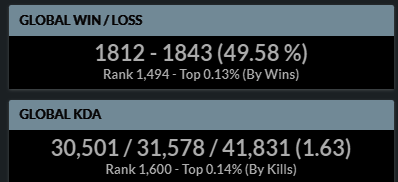 GLOBAL WIN / LOSS
1812 - 1843 (49.58 %)
Rank 1,494 - Top 0.13% (By Wins)
GLOBAL KDA
30,501 / 31,578 / 41,831 (1.63)
Rank 1,600 - Top 0.14% (By Kills)